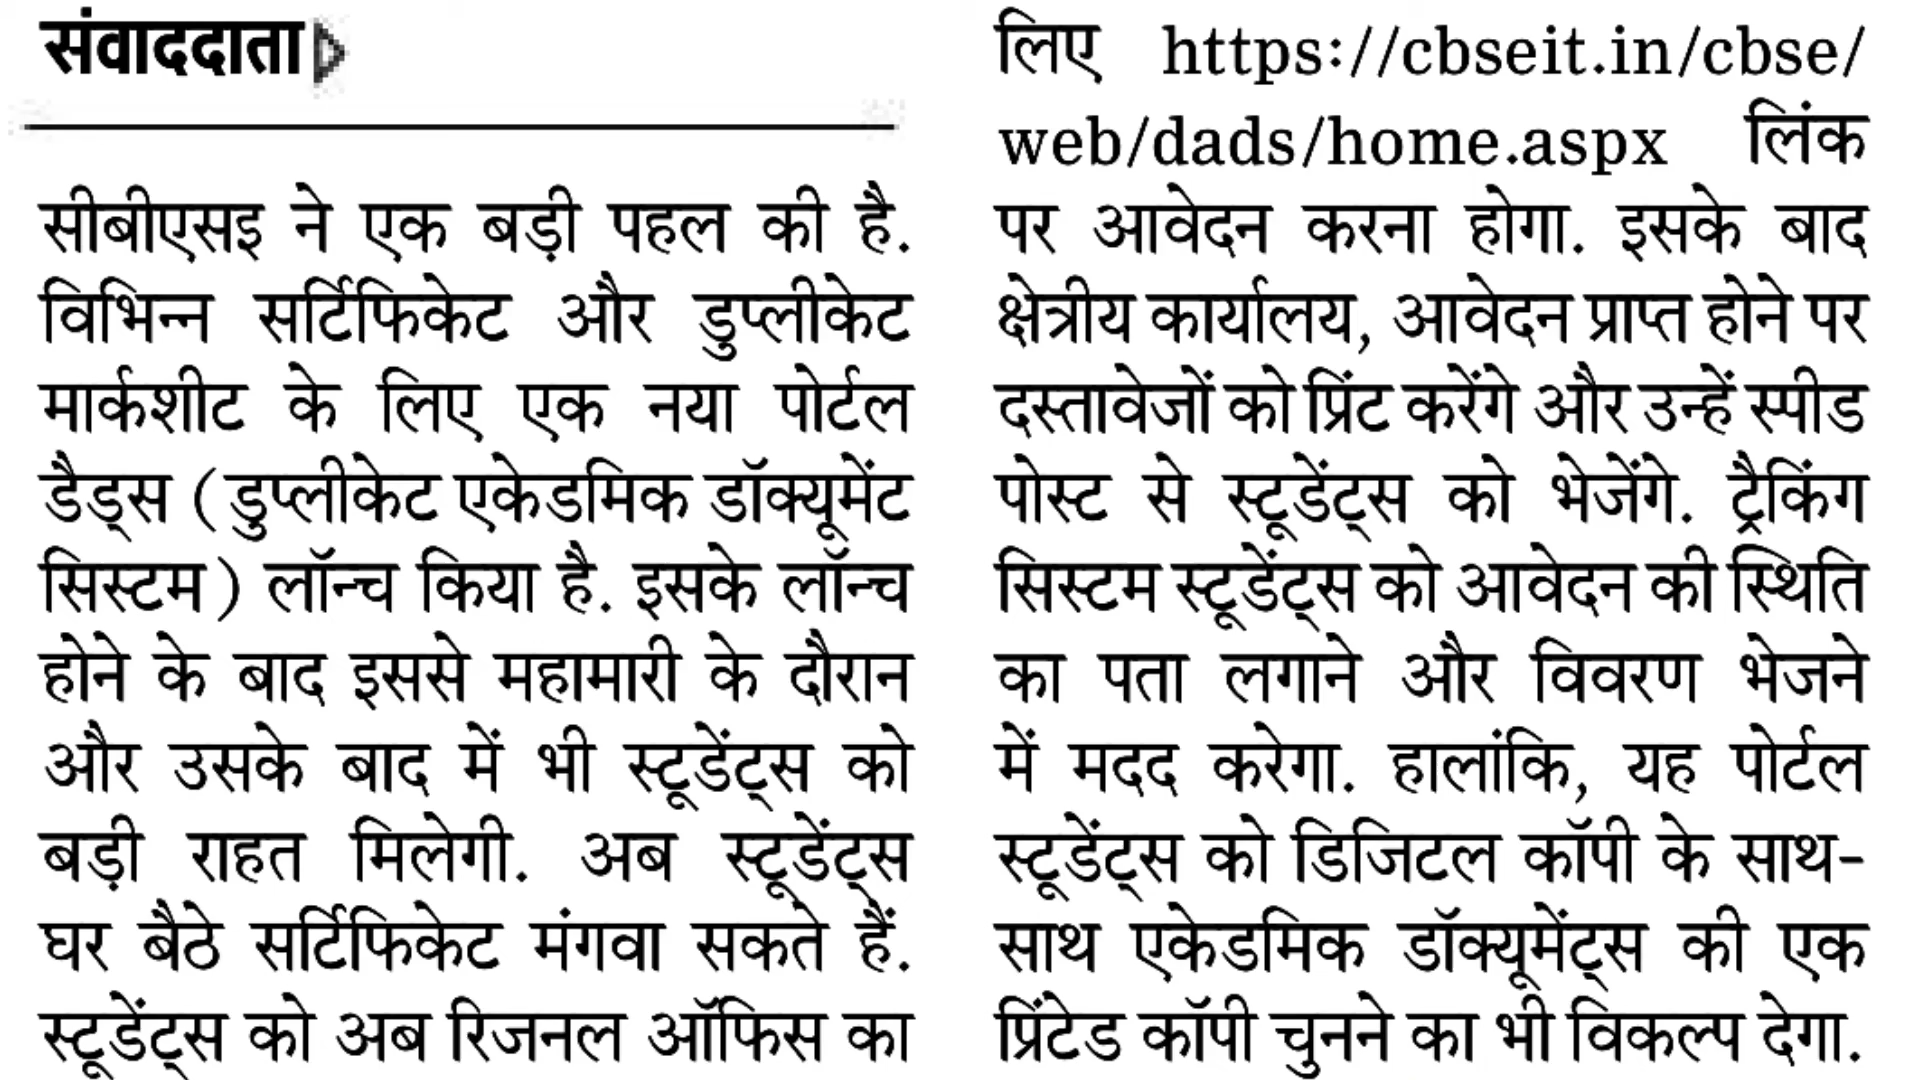 संवाददाता
सीबीएसइ ने एक बड़ी पहल की है.
विभिन्न सर्टिफिकेट और डुप्लीकेट
मार्कशीट के लिए एक नया पोर्टल
डैड्स (डुप्लीकेट एकेडमिक डॉक्यूमेंट
सिस्टम) लॉन्च किया है. इसके लॉन्च
होने के बाद इससे महामारी के दौरान
और उसके बाद में भी स्टूडेंट्स को
बड़ी राहत मिलेगी. अब स्टूडेंट्स
घर बैठे सर्टिफिकेट मंगवा सकते हैं.
स्टूडेंट्स को अब रिजनल ऑफिस का
लिए https://cbseit.in/cbse/
web/dads/home.aspx लिंक
पर आवेदन करना होगा. इसके बाद
क्षेत्रीय कार्यालय, आवेदन प्राप्त होने पर
दस्तावेजों को प्रिंट करेंगे और उन्हें स्पीड
पोस्ट से स्टूडेंट्स को भेजेंगे. ट्रैकिंग
सिस्टम स्टूडेंट्स को आवेदन की स्थिति
का पता लगाने और विवरण भेजने
में मदद करेगा. हालांकि, यह पोर्टल
स्टूडेंट्स को डिजिटल कॉपी के साथ-
साथ एकेडमिक डॉक्यूमेंट्स की एक
प्रिंटेड कॉपी चुनने का भी विकल्प देगा.